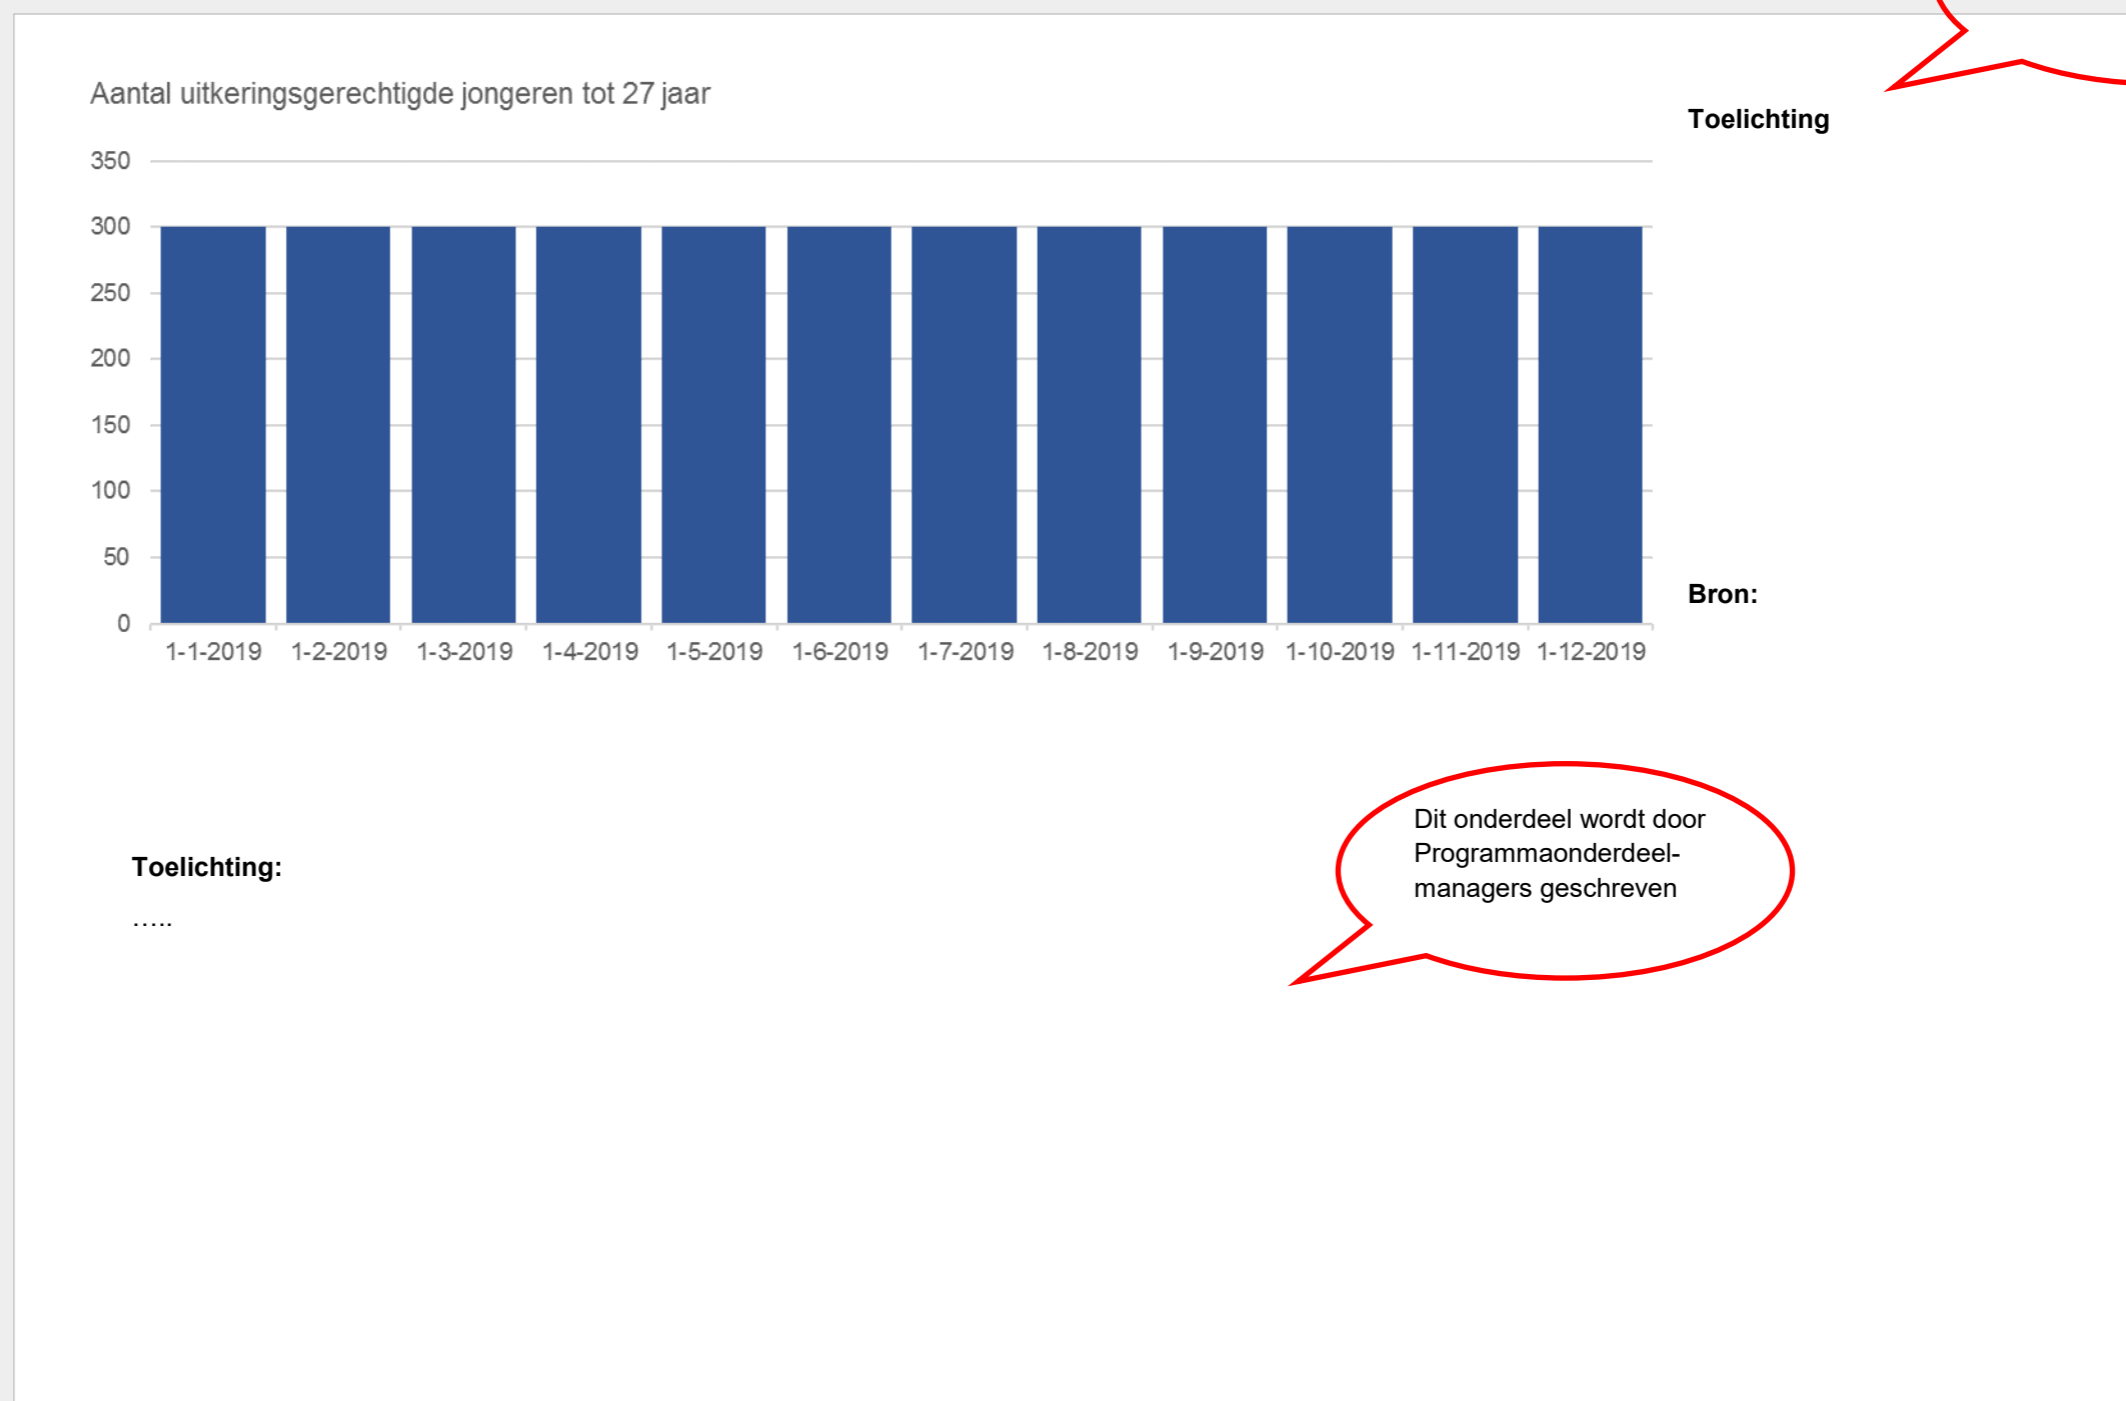 Aantal uitkeringsgerechtigde jongeren tot 27 jaar
Toelichting
350
300
250
200
150
100
50
0
1-1-2019 1-2-2019 1-3-2019 1-4-2019 1-5-2019 1-6-2019 1-7-2019 1-8-2019 1-9-2019 1-10-2019 1-11-2019 1-12-2019
Bron:
Dit onderdeel wordt door
Programmaonderdeel-
managers geschreven
Toelichting:
…..